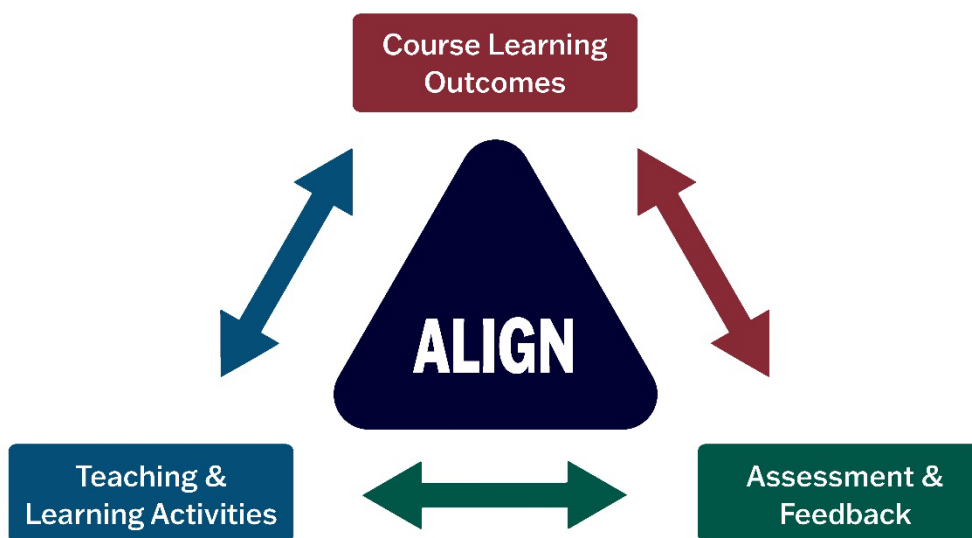 Course Learning
Outcomes
ALIGN
Teaching &
Learning Activities
Assessment &
Feedback